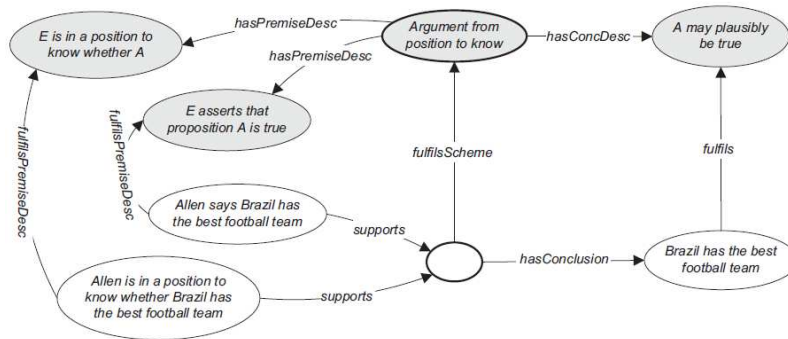 hasPremiseDesc
E is in a position to
know whether A
Argument from
position to know
hasConcDesc
A may plausibly
be true
hasPremiseDesc
E asserts that
proposition A is true
fulfilsPremiseDesc
fulfilsPremiseDesc
fulfilsScheme
fulfils
Allen says Brazil has
the best football team
supports
hasConclusion
Brazil has the best
football team
Allen is in a position to
know whether Brazil has
the best football team
supports